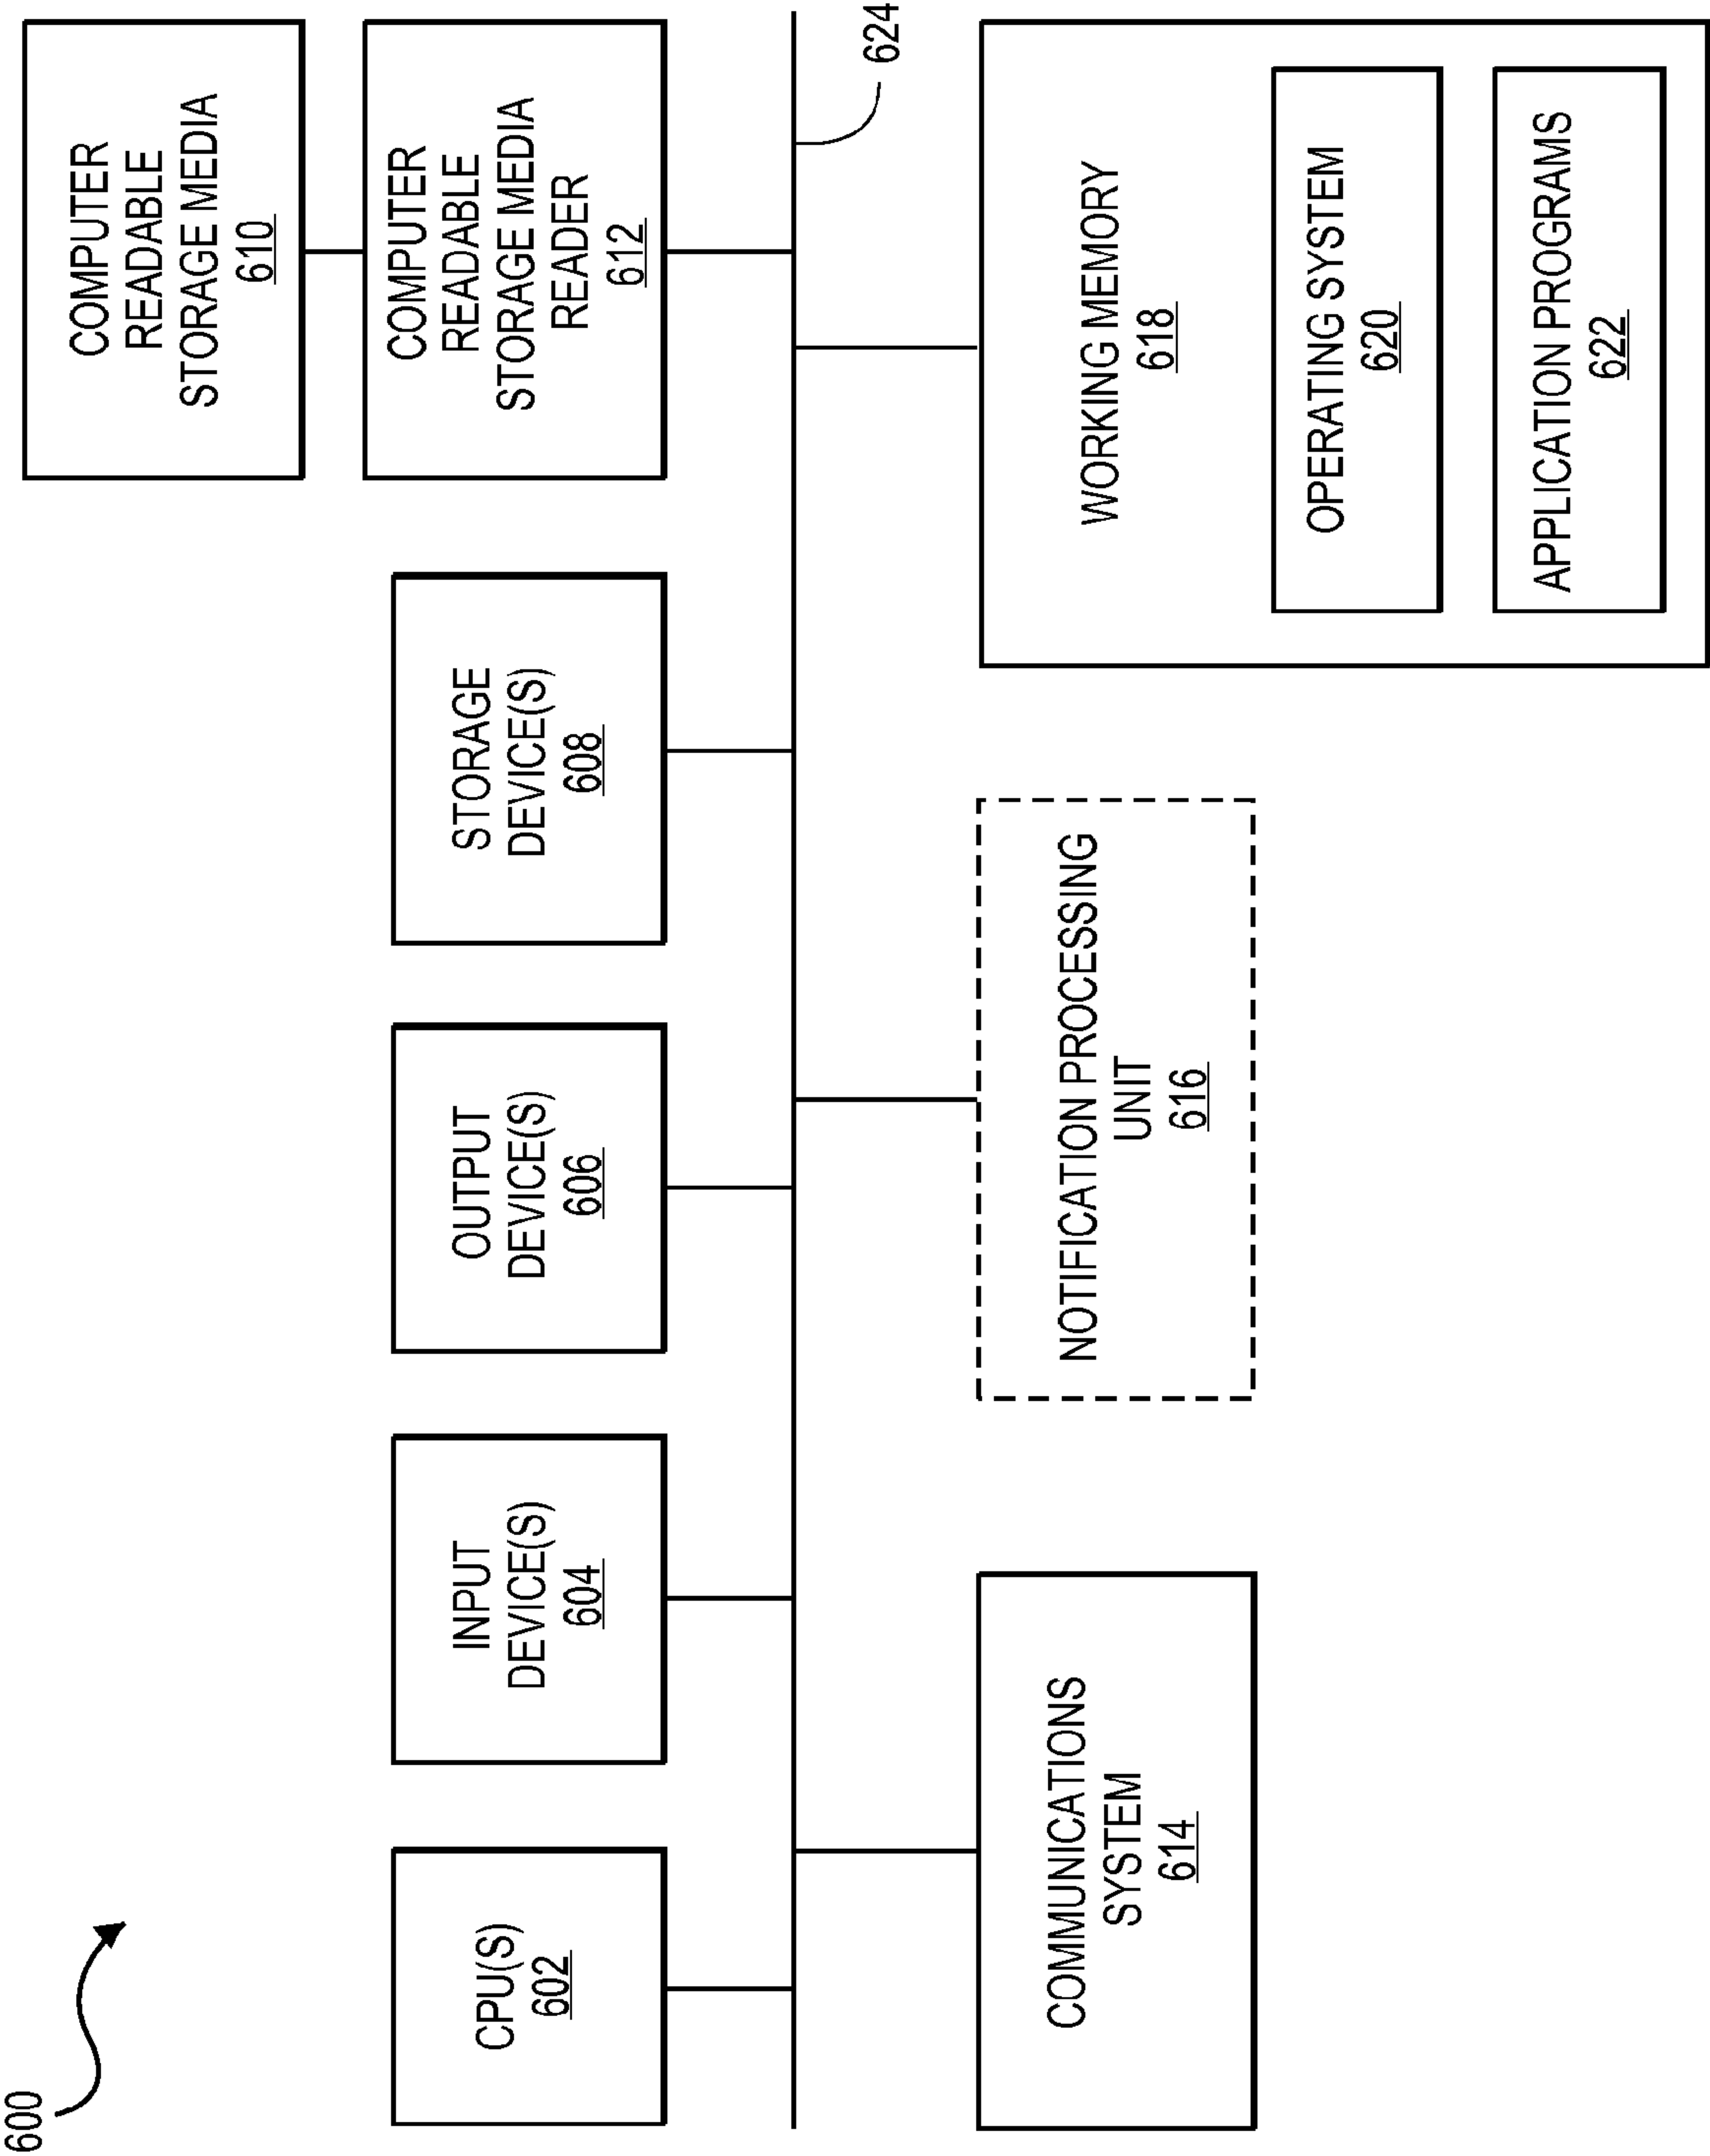 600
CPU(S)
602
INPUT
DEVICE(S)
604
OUTPUT
DEVICE(S)
606
STORAGE
DEVICE(S)
608
COMPUTER
READABLE
STORAGE MEDIA
610
COMPUTER
READABLE
STORAGE MEDIA
READER
612
624
COMMUNICATIONS
SYSTEM
614
NOTIFICATION PROCESSING
UNIT
616
WORKING MEMORY
618
OPERATING SYSTEM
620
APPLICATION PROGRAMS
622